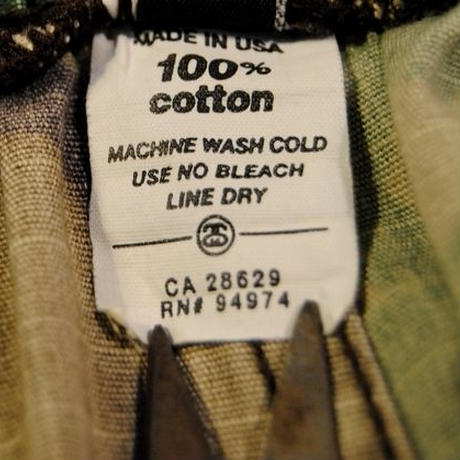 MADE IN USA
100%
cotton
MACHINE WASH COLD
USE NO BLEACH
LINE DRY
CA 28629
RN# 94974